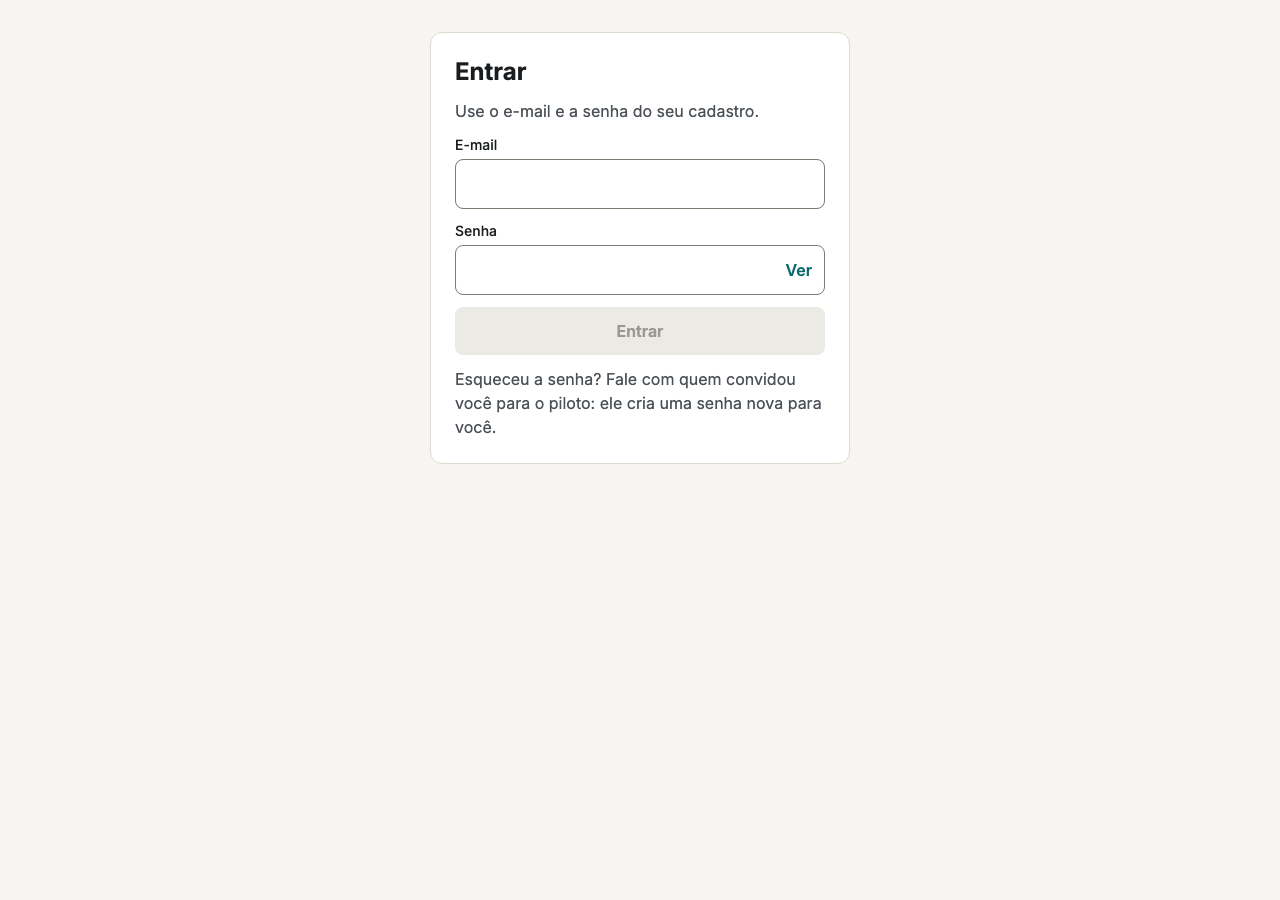 Entrar
Use o e-mail e a senha do seu cadastro.
E-mail
Senha
Ver
Entrar
Esqueceu a senha? Fale com quem convidou
você para o piloto: ele cria uma senha nova para
você.